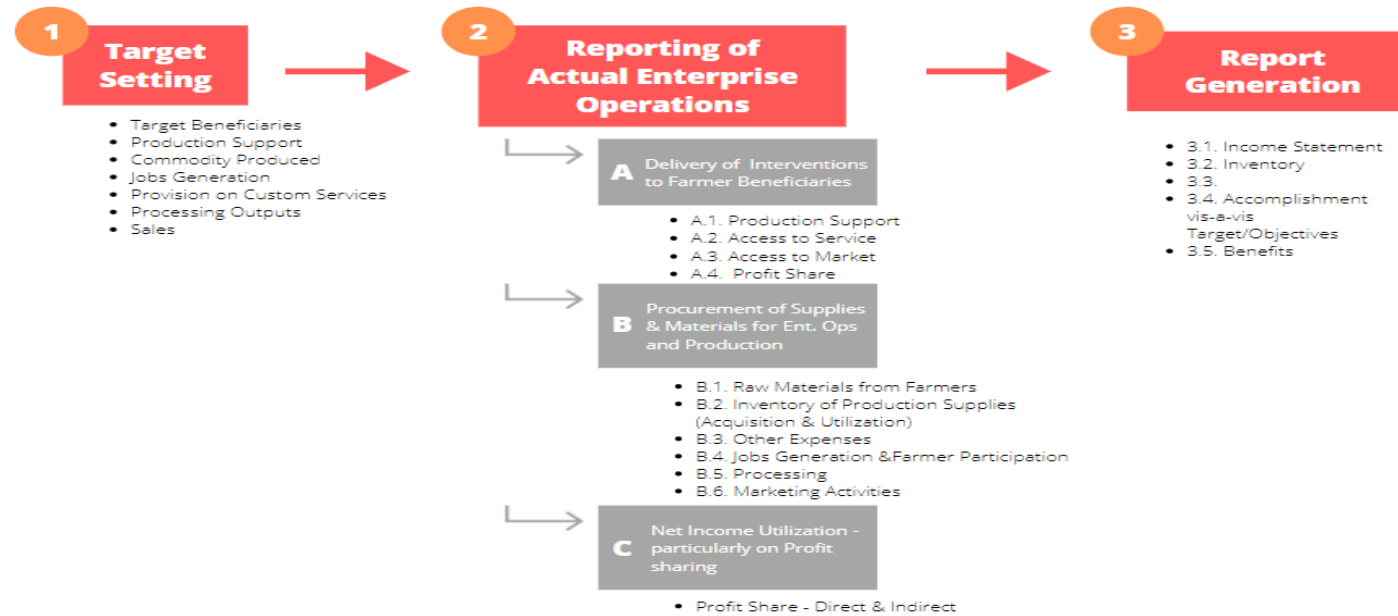 1
Target
Setting
• Target Beneficiaries
• Production Support
• Commodity Produced
• Jobs Generation
• Provision on Custom Services
• Processing Outputs
• Sales
2
Reporting of
Actual Enterprise
Operations
A
Delivery of Interventions
to Farmer Beneficiaries
• A.1. Production Support
• A.2. Access to Service
• A.3. Access to Market
• A.4. Profit Share
B
Procurement of Supplies
& Materials for Ent. Ops
and Production
• B.1. Raw Materials from Farmers
• B.2. Inventory of Production Supplies
(Acquisition & Utilization)
• B.3. Other Expenses
• B.4. Jobs Generation &Farmer Participation
• B.5. Processing
• B.6. Marketing Activities
C
Net Income Utilization -
particularly on Profit
sharing
• Profit Share - Direct & Indirect
3
Report
Generation
• 3.1. Income Statement
• 3.2. Inventory
• 3.3.
• 3.4. Accomplishment
vis-a-vis
Target/Objectives
• 3.5. Benefits